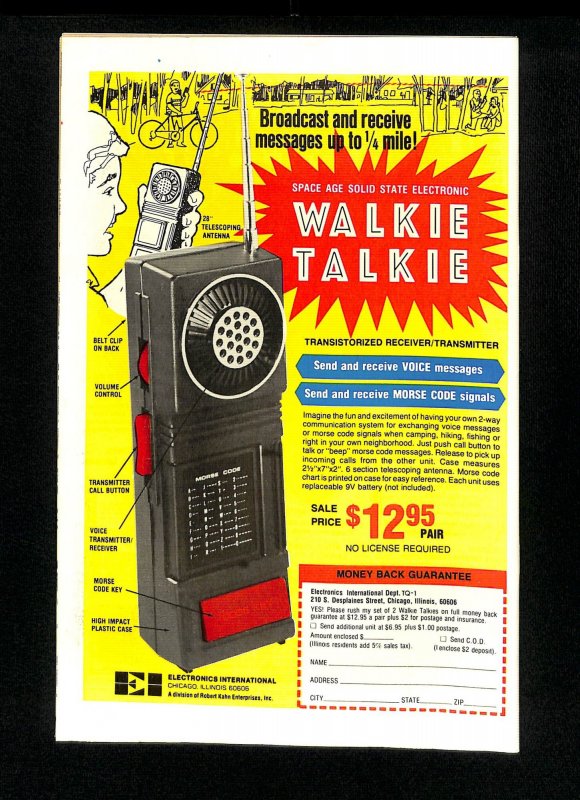 Broadcast and receive
messages up to 1/4 mile!
SPACE AGE SOLID STATE ELECTRONIC
WALKIE
TALKIE
28"
TELESCOPING
ANTENNA
BELT CLIP
ON BACK
VOLUME
CONTROL
TRANSMITTER
CALL BUTTON
VOICE
TRANSMITTER/
RECEIVER
MORSE
CODE KEY
HIGH IMPACT
PLASTIC CASE
MORSE CODE
TRANSISTORIZED RECEIVER/TRANSMITTER
Send and receive VOICE messages
Send and receive MORSE CODE signals
Imagine the fun and excitement of having your own 2-way
communication system for exchanging voice messages
or morse code signals when camping, hiking, fishing or
right in your own neighborhood. Just push call button to
talk or "beep" morse code messages. Release to pick up
incoming calls from the other unit. Case measures
2½"x7"x2". 6 section telescoping antenna. Morse code
chart is printed on case for easy reference. Each unit uses
replaceable 9V battery (not included).
SALE
PRICE $12.95
PAIR
NO LICENSE REQUIRED
MONEY BACK GUARANTEE
Electronics International Dept. TQ-1
210 S. Desplaines Street, Chicago, Illinois, 60606
YES! Please rush my set of 2 Walkie Talkies on full money back
guarantee at $12.95 a pair plus $2 for postage and insurance.
☐ Send additional unit at $6.95 plus $1.00 postage.
Amount enclosed $ ☐ Send C.O.D.
(Illinois residents add 5% sales tax). (I enclose $2 deposit).
NAME
ADDRESS
CITY STATE ZIP
EI
ELECTRONICS INTERNATIONAL
CHICAGO, ILLINOIS 60606
A division of Robert Kahn Enterprises, Inc.